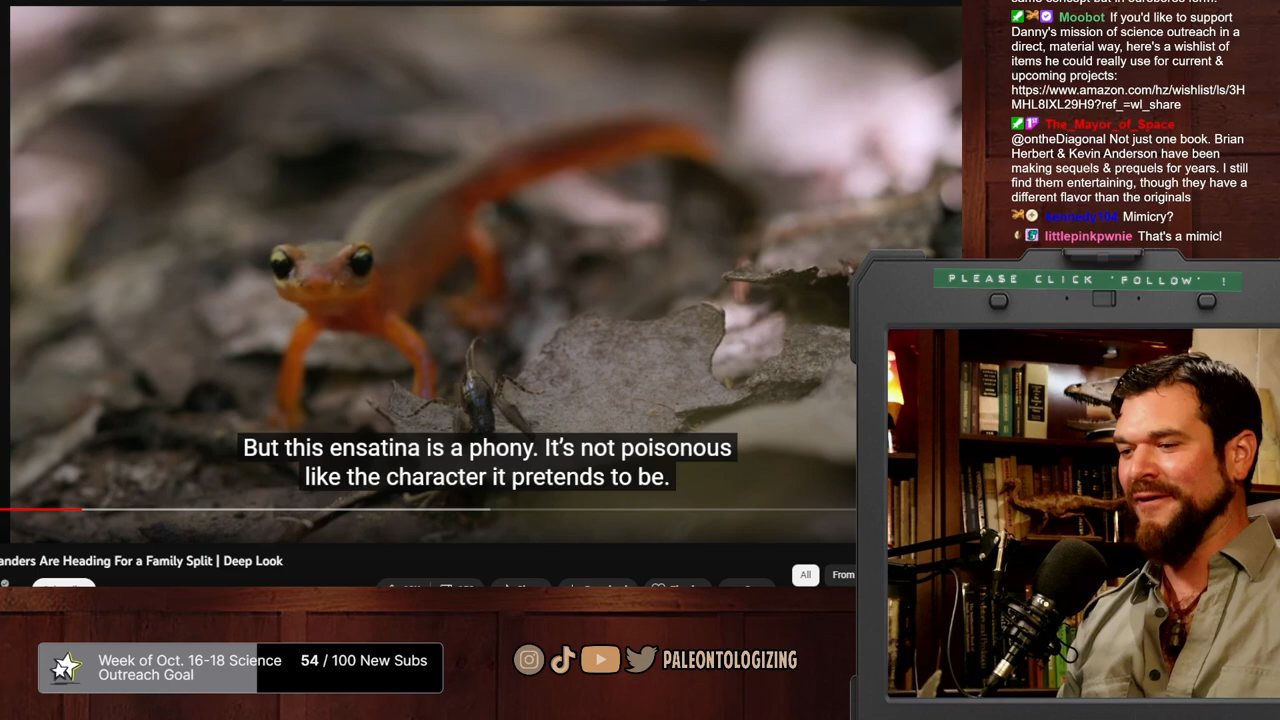 But this ensatina is a phony. It’s not poisonous
like the character it pretends to be.
anders Are Heading For a Family Split | Deep Look
All
From
Moobot If you'd like to support
Danny's mission of science outreach in a
direct, material way, here's a wishlist of
items he could really use for current &
upcoming projects:
https://www.amazon.com/hz/wishlist/ls/3H
MHL8IXL29H9?ref_=wl_share
The_Mayor_of_Space
@ontheDiagonal Not just one book. Brian
Herbert & Kevin Anderson have been
making sequels & prequels for years. I still
find them entertaining, though they have a
different flavor than the originals
Mimicry?
littlepinkpwnie That's a mimic!
PLEASE CLICK 'FOLLOW' !
Week of Oct. 16-18 Science
Outreach Goal
54 / 100 New Subs
PALEONTOLOGIZING